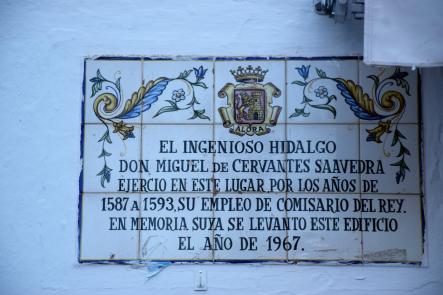 ALORA
EL INGENIOSO HIDALGO
DON MIGUEL DE CERVANTES SAAVEDRA
EJERCIO EN ESTE LUGAR, POR LOS AÑOS DE
1587 A 1593, SU EMPLEO DE COMISARIO DEL REY.
EN MEMORIA SUYA SE LEVANTO ESTE EDIFICIO
EL AÑO DE 1967.